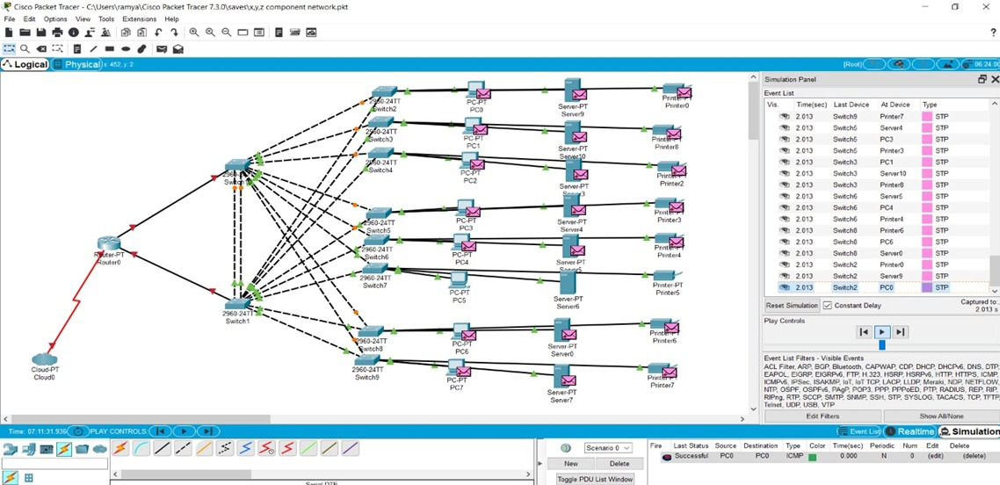 Cisco Packet Tracer - C:\Users\ramya\Cisco Packet Tracer 7.3.0\saves\x,y,z component network.pkt
File Edit Options View Tools Extensions Help
?
Logical Physical x: 452, y: 2 [Root] 06:24:00
Simulation Panel
Event List
Vis. Time(sec) Last Device At Device Type
2.013 Switch9 Printer7 STP
2.013 Switch5 Server4 STP
2.013 Switch5 PC3 STP
2.013 Switch5 Printer3 STP
2.013 Switch3 PC1 STP
2.013 Switch3 Server10 STP
2.013 Switch3 Printer8 STP
2.013 Switch6 Server5 STP
2.013 Switch6 PC4 STP
2.013 Switch6 Printer4 STP
2.013 Switch8 Printer6 STP
2.013 Switch8 PC6 STP
2.013 Switch8 Server0 STP
2.013 Switch2 Printer0 STP
2.013 Switch2 Server9 STP
2.013 Switch2 PC0 STP
Reset Simulation Constant Delay Captured to:
2.013 s
Play Controls
Event List Filters - Visible Events
ACL Filter, ARP, BGP, Bluetooth, CAPWAP, CDP, DHCP, DHCPv6, DNS, DTP,
EAPOL, EIGRP, EIGRPv6, FTP, H.323, HSRP, HSRPv6, HTTP, HTTPS, ICMP,
ICMPv6, IPSec, ISAKMP, IoT, IoT TCP, LACP, LLDP, Meraki, NDP, NETFLOW,
NTP, OSPF, OSPFv6, PAgP, POP3, PPP, PPPoED, PTP, RADIUS, REP, RIP,
RIPng, RTP, SCCP, SMTP, SNMP, SSH, STP, SYSLOG, TACACS, TCP, TFTP,
Telnet, UDP, USB, VTP
Edit Filters Show All/None
2960-24TT
Switch2
PC-PT
PC0
Server-PT
Server9
Printer-PT
Printer0
2960-24TT
Switch3
PC-PT
PC1
Server-PT
Server10
Printer-PT
Printer8
2960-24TT
Switch4
PC-PT
PC2
Server-PT
Printer-PT
Printer2
2960-24TT
Switch5
PC-PT
PC3
Server-PT
Server4
Printer-PT
Printer3
2960-24TT
Switch6
PC-PT
PC4
Server-PT
Server5
Printer-PT
Printer4
2960-24TT
Switch7
PC-PT
PC5
Server-PT
Server6
Printer-PT
Printer5
2960-24TT
Switch8
PC-PT
PC6
Server-PT
Server0
Printer-PT
Printer6
2960-24TT
Switch9
PC-PT
PC7
Server-PT
Server7
Printer-PT
Printer7
Router-PT
Router0
2960-24TT
Switch1
Cloud-PT
Cloud0
Time: 07:11:31.936 PLAY CONTROLS: Event List Realtime Simulation
Scenario 0
New Delete
Toggle PDU List Window
Fire Last Status Source Destination Type Color Time(sec) Periodic Num Edit Delete
Successful PC0 PC0 ICMP 0.000 N 0 (edit) (delete)
Serial DTE